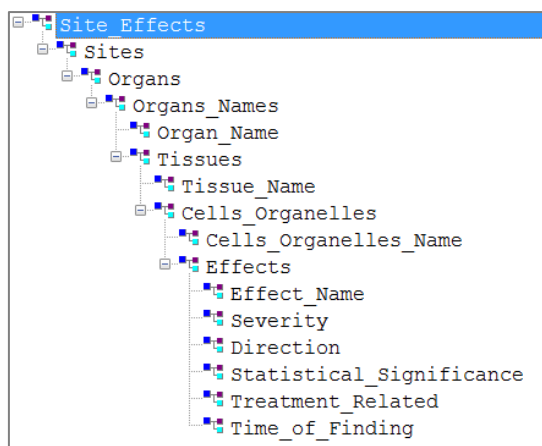 Site_Effects
Sites
Organs
Organs_Names
Organ_Name
Tissues
Tissue_Name
Cells_Organelles
Cells_Organelles_Name
Effects
Effect_Name
Severity
Direction
Statistical_Significance
Treatment_Related
Time_of_Finding